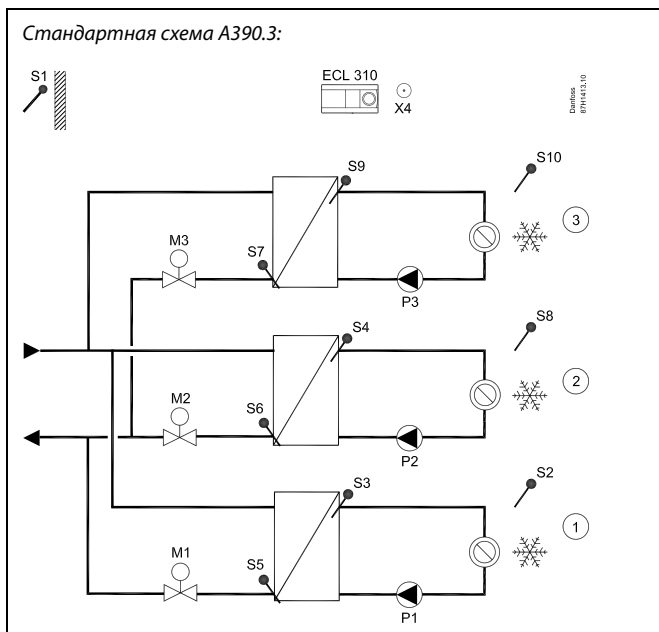 Стандартная схема A390.3:
S1
ECL 310
X4
Danfoss
87H1413.10
S9
S10
3
M3
S7
P3
S4
S8
2
M2
S6
P2
S3
S2
1
M1
S5
P1